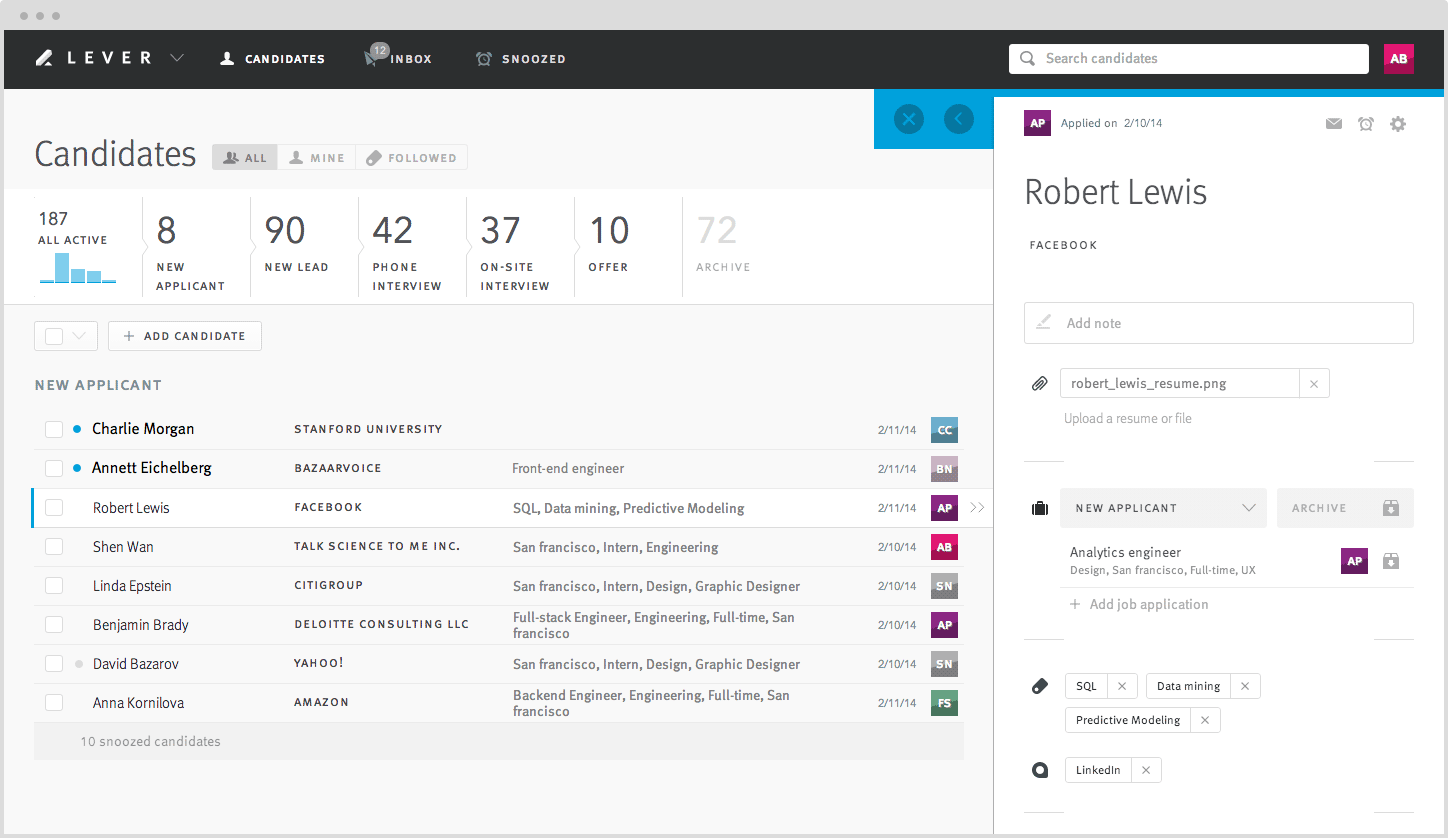 LEVER
CANDIDATES
12
INBOX
SNOOZED
Search candidates
AB
Candidates
ALL
MINE
FOLLOWED
187
ALL ACTIVE
8
NEW
APPLICANT
90
NEW LEAD
42
PHONE
INTERVIEW
37
ON-SITE
INTERVIEW
10
OFFER
72
ARCHIVE
+ ADD CANDIDATE
NEW APPLICANT
Charlie Morgan STANFORD UNIVERSITY 2/11/14 CC
Annett Eichelberg BAZAARVOICE Front-end engineer 2/11/14 BN
Robert Lewis FACEBOOK SQL, Data mining, Predictive Modeling 2/11/14 AP
Shen Wan TALK SCIENCE TO ME INC. San francisco, Intern, Engineering 2/10/14 AB
Linda Epstein CITIGROUP San francisco, Intern, Design, Graphic Designer 2/10/14 SN
Benjamin Brady DELOITTE CONSULTING LLC Full-stack Engineer, Engineering, Full-time, San
francisco 2/10/14 AP
David Bazarov YAHOO! San francisco, Intern, Design, Graphic Designer 2/10/14 SN
Anna Kornilova AMAZON Backend Engineer, Engineering, Full-time, San
francisco 2/11/14 FS
10 snoozed candidates
AP Applied on 2/10/14
Robert Lewis
FACEBOOK
Add note
robert_lewis_resume.png
Upload a resume or file
NEW APPLICANT
ARCHIVE
Analytics engineer
Design, San francisco, Full-time, UX
AP
+ Add job application
SQL
Data mining
Predictive Modeling
LinkedIn